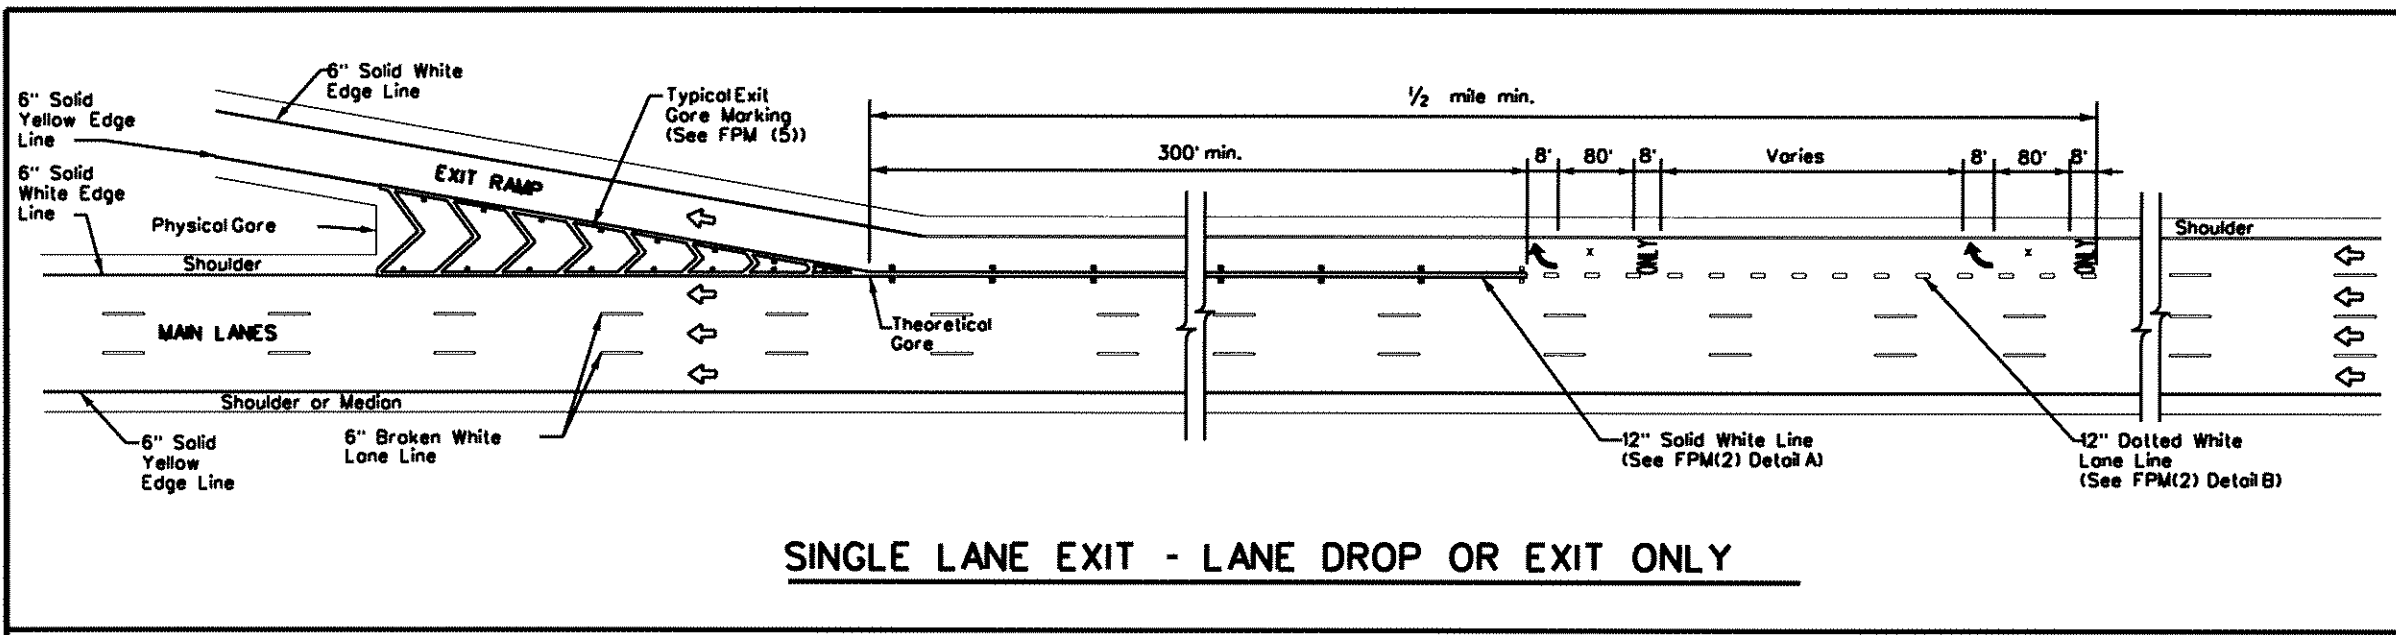 6" Solid White
Edge Line
6" Solid
Yellow Edge
Line
Typical Exit
Gore Marking
(See FPM (5))
1/2 mile min.
300' min.
8'
80'
8'
Varies
8'
80'
8'
6" Solid
White Edge
Line
EXIT RAMP
Physical Gore
Shoulder
x
ONLY
x
ONLY
Shoulder
MAIN LANES
Theoretical
Gore
Shoulder or Median
6" Solid
Yellow
Edge Line
6" Broken White
Lane Line
12" Solid White Line
(See FPM(2) Detail A)
12" Dotted White
Lane Line
(See FPM(2) Detail B)
SINGLE LANE EXIT - LANE DROP OR EXIT ONLY